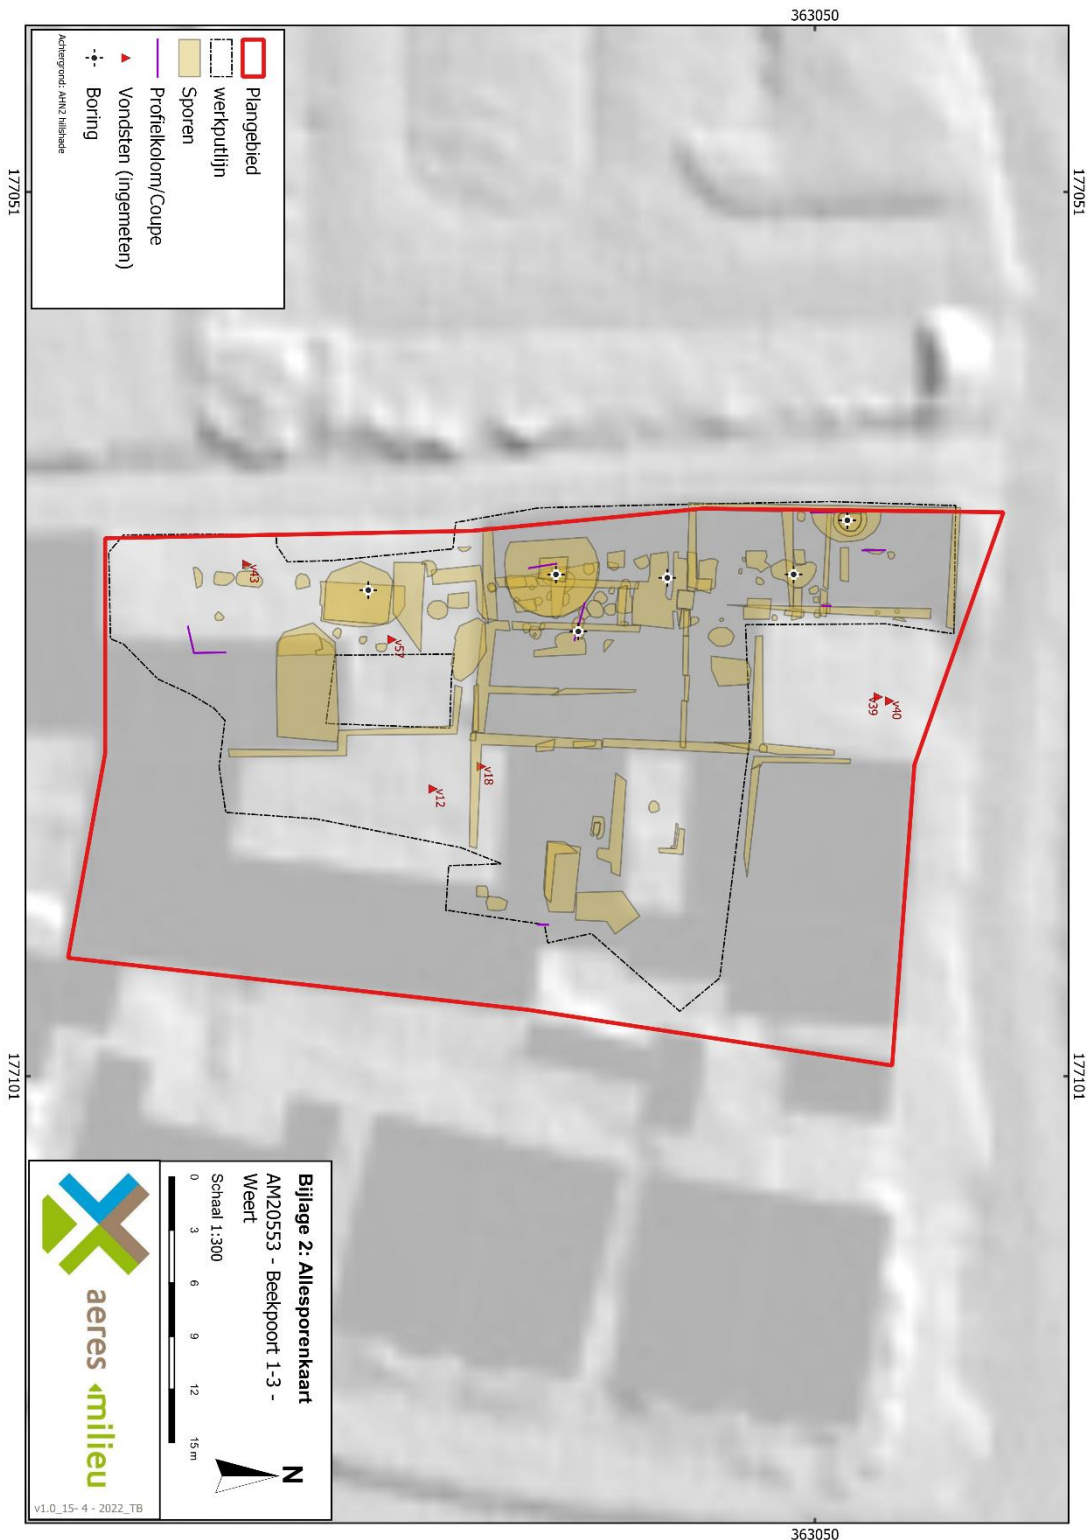 363050
177051
177051
Plangebied
werkputlijn
Sporen
Profielkolom/Coupe
Vondsten (ingemeten)
Boring
Achtergrond: AHN2 hillshade
v43
v57
v39
v40
v18
v12
177101
177101
Bijlage 2: Allesporenkaart
AM20553 - Beekpoort 1-3 -
Weert
Schaal 1:300
0 3 6 9 12 15 m
N
aeres milieu
v1.0_15- 4 - 2022_TB
363050